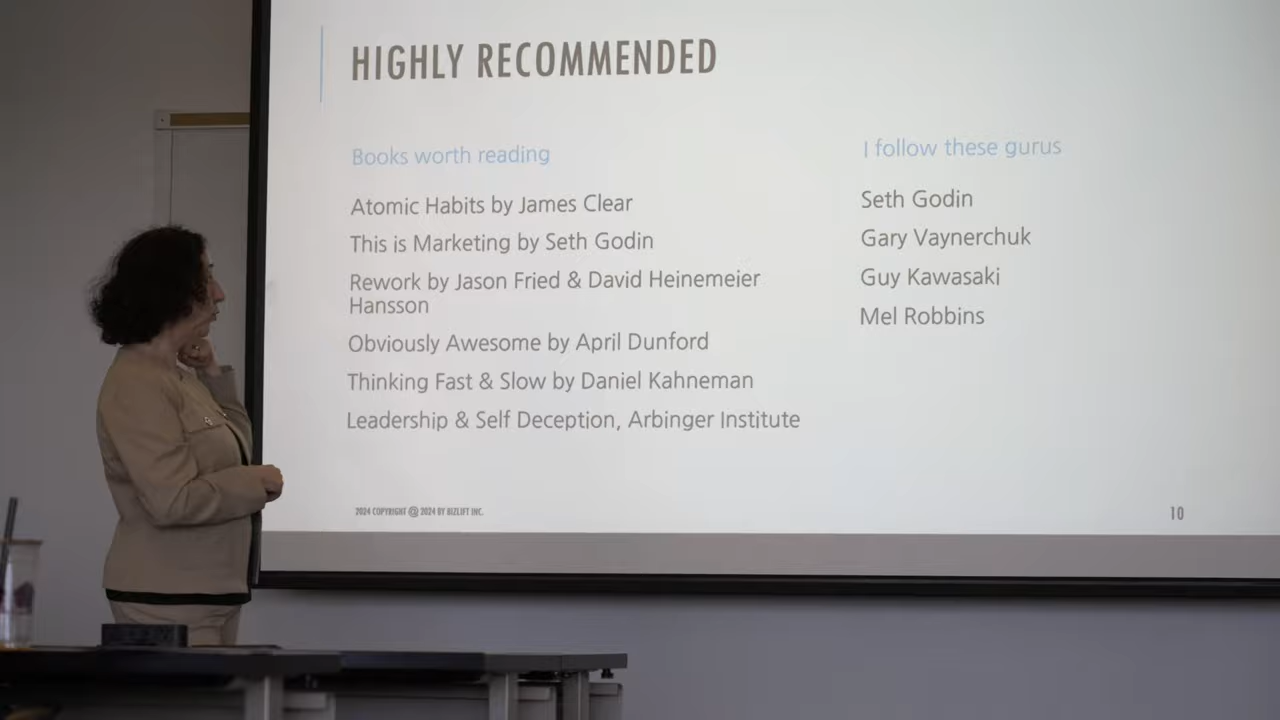 HIGHLY RECOMMENDED
Books worth reading
Atomic Habits by James Clear
This is Marketing by Seth Godin
Rework by Jason Fried & David Heinemeier
Hansson
Obviously Awesome by April Dunford
Thinking Fast & Slow by Daniel Kahneman
Leadership & Self Deception, Arbinger Institute
I follow these gurus
Seth Godin
Gary Vaynerchuk
Guy Kawasaki
Mel Robbins
2024 COPYRIGHT @ 2024 BY BIZLIFT INC.
10